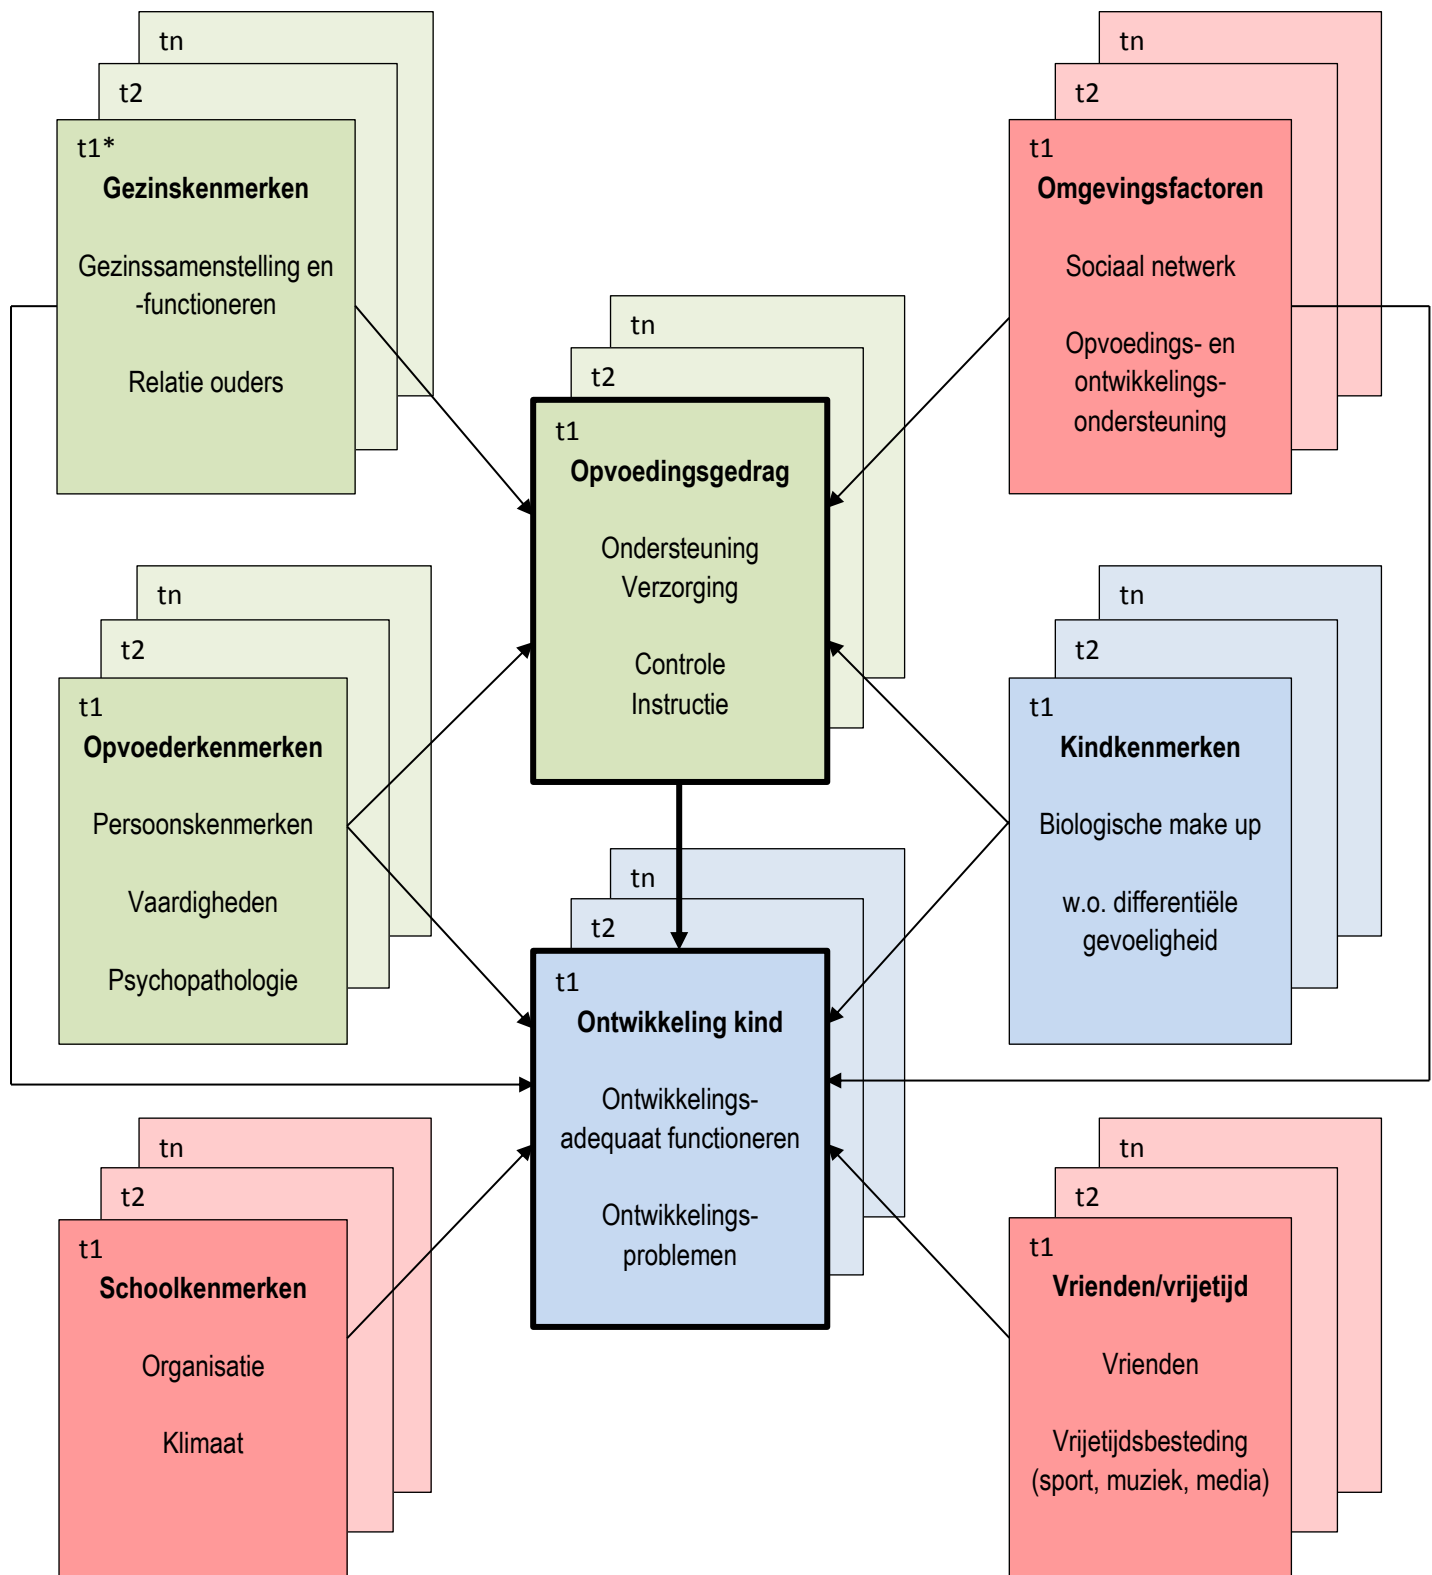 tn
t2
t1*
Gezinskenmerken
Gezinssamenstelling en
-functioneren
Relatie ouders
tn
t2
t1
Omgevingsfactoren
Sociaal netwerk
Opvoedings- en
ontwikkelings-
ondersteuning
tn
t2
t1
Opvoedingsgedrag
Ondersteuning
Verzorging
Controle
Instructie
tn
t2
t1
Opvoederkenmerken
Persoonskenmerken
Vaardigheden
Psychopathologie
tn
t2
t1
Kindkenmerken
Biologische make up
w.o. differentiële
gevoeligheid
tn
t2
t1
Ontwikkeling kind
Ontwikkelings-
adequaat functioneren
Ontwikkelings-
problemen
tn
t2
t1
Schoolkenmerken
Organisatie
Klimaat
tn
t2
t1
Vrienden/vrijetijd
Vrienden
Vrijetijdsbesteding
(sport, muziek, media)